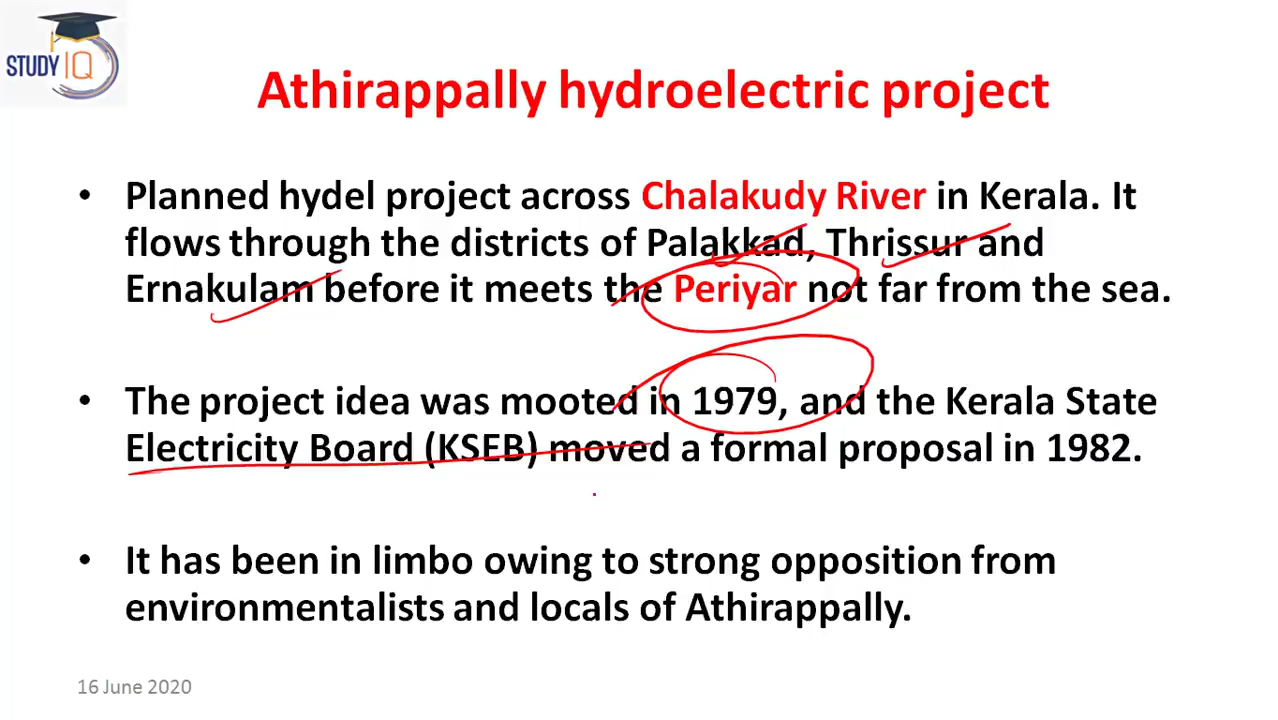 STUDY IQ
Athirappally hydroelectric project
• Planned hydel project across Chalakudy River in Kerala. It
flows through the districts of Palakkad, Thrissur and
Ernakulam before it meets the Periyar not far from the sea.
• The project idea was mooted in 1979, and the Kerala State
Electricity Board (KSEB) moved a formal proposal in 1982.
• It has been in limbo owing to strong opposition from
environmentalists and locals of Athirappally.
16 June 2020